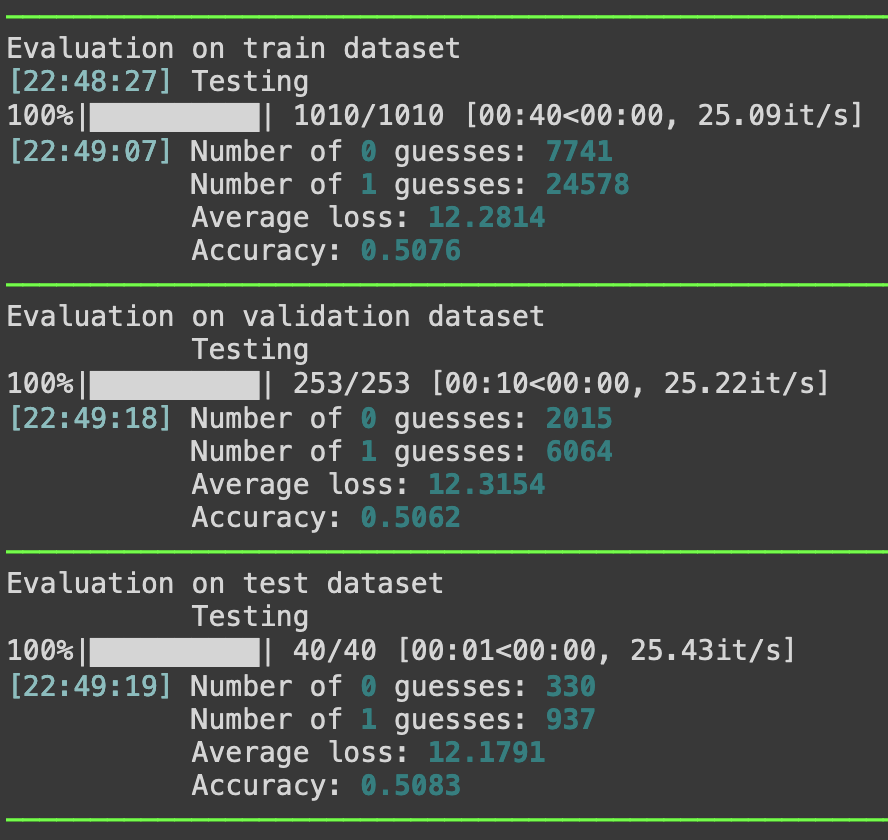 Evaluation on train dataset
[22:48:27] Testing
100%|██████████| 1010/1010 [00:40<00:00, 25.09it/s]
[22:49:07] Number of 0 guesses: 7741
Number of 1 guesses: 24578
Average loss: 12.2814
Accuracy: 0.5076
Evaluation on validation dataset
Testing
100%|██████████| 253/253 [00:10<00:00, 25.22it/s]
[22:49:18] Number of 0 guesses: 2015
Number of 1 guesses: 6064
Average loss: 12.3154
Accuracy: 0.5062
Evaluation on test dataset
Testing
100%|██████████| 40/40 [00:01<00:00, 25.43it/s]
[22:49:19] Number of 0 guesses: 330
Number of 1 guesses: 937
Average loss: 12.1791
Accuracy: 0.5083